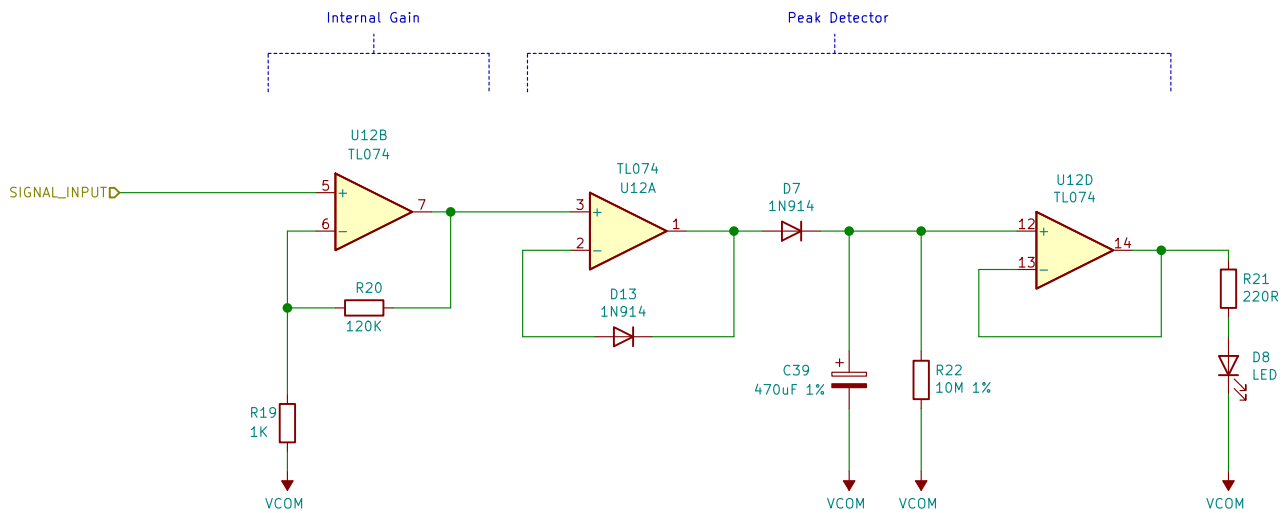 Internal Gain
Peak Detector
U12B
TL074
SIGNAL_INPUT
5
+
6
−
7
R20
120K
R19
1K
VCOM
TL074
U12A
3
+
2
−
1
D13
1N914
D7
1N914
+
C39
470uF 1%
VCOM
R22
10M 1%
VCOM
U12D
TL074
12
+
13
−
14
R21
220R
D8
LED
VCOM